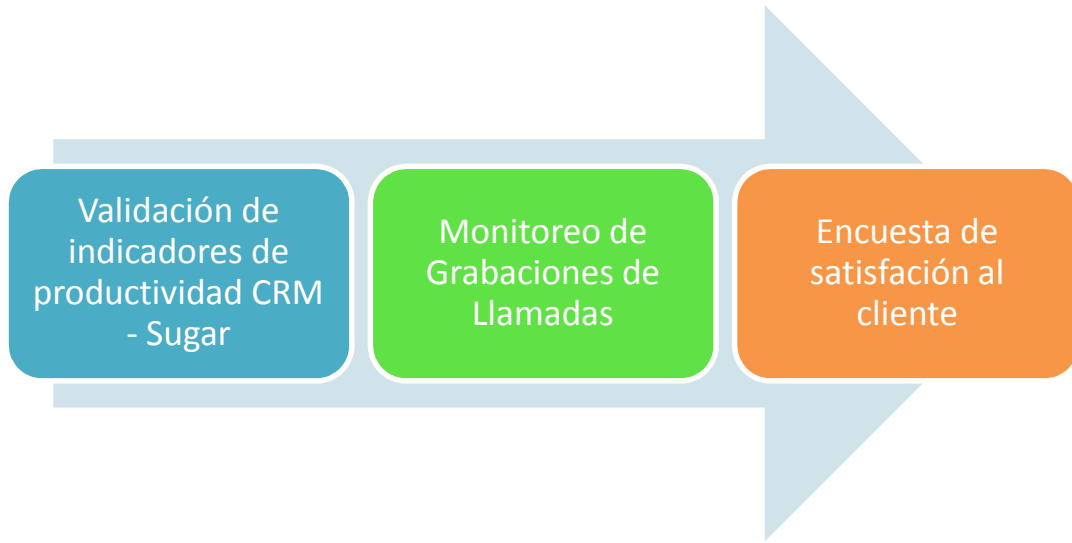 Validación de
indicadores de
productividad CRM
- Sugar
Monitoreo de
Grabaciones de
Llamadas
Encuesta de
satisfación al
cliente